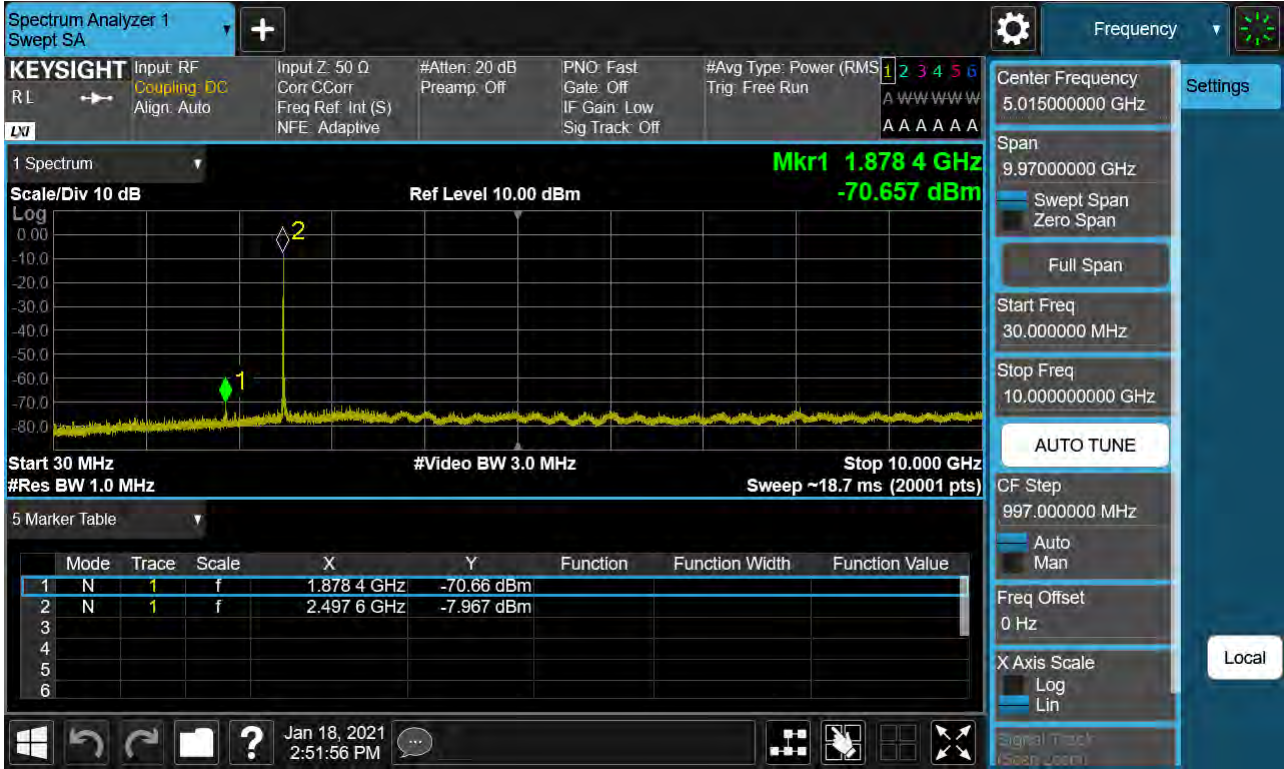 Spectrum Analyzer 1
Swept SA
Frequency
KEYSIGHT
RL
LXI
Input: RF
Coupling: DC
Align: Auto
Input Z: 50 Ω
Corr CCorr
Freq Ref: Int (S)
NFE: Adaptive
#Atten: 20 dB
Preamp: Off
PNO: Fast
Gate: Off
IF Gain: Low
Sig Track: Off
#Avg Type: Power (RMS
Trig: Free Run
1 2 3 4 5 6
A W W W W W
A A A A A A
1 Spectrum
Scale/Div 10 dB
Ref Level 10.00 dBm
Mkr1 1.878 4 GHz
-70.657 dBm
Log
0.00
-10.0
-20.0
-30.0
-40.0
-50.0
-60.0
-70.0
-80.0
2
1
Start 30 MHz
#Video BW 3.0 MHz
Stop 10.000 GHz
#Res BW 1.0 MHz
Sweep ~18.7 ms (20001 pts)
5 Marker Table
Mode Trace Scale X Y Function Function Width Function Value
1 N 1 f 1.878 4 GHz -70.66 dBm
2 N 1 f 2.497 6 GHz -7.967 dBm
3
4
5
6
Jan 18, 2021
2:51:56 PM
Center Frequency
5.015000000 GHz
Span
9.97000000 GHz
Swept Span
Zero Span
Full Span
Start Freq
30.000000 MHz
Stop Freq
10.000000000 GHz
AUTO TUNE
CF Step
997.000000 MHz
Auto
Man
Freq Offset
0 Hz
X Axis Scale
Log
Lin
Signal Track
(Span Zoom)
Settings
Local